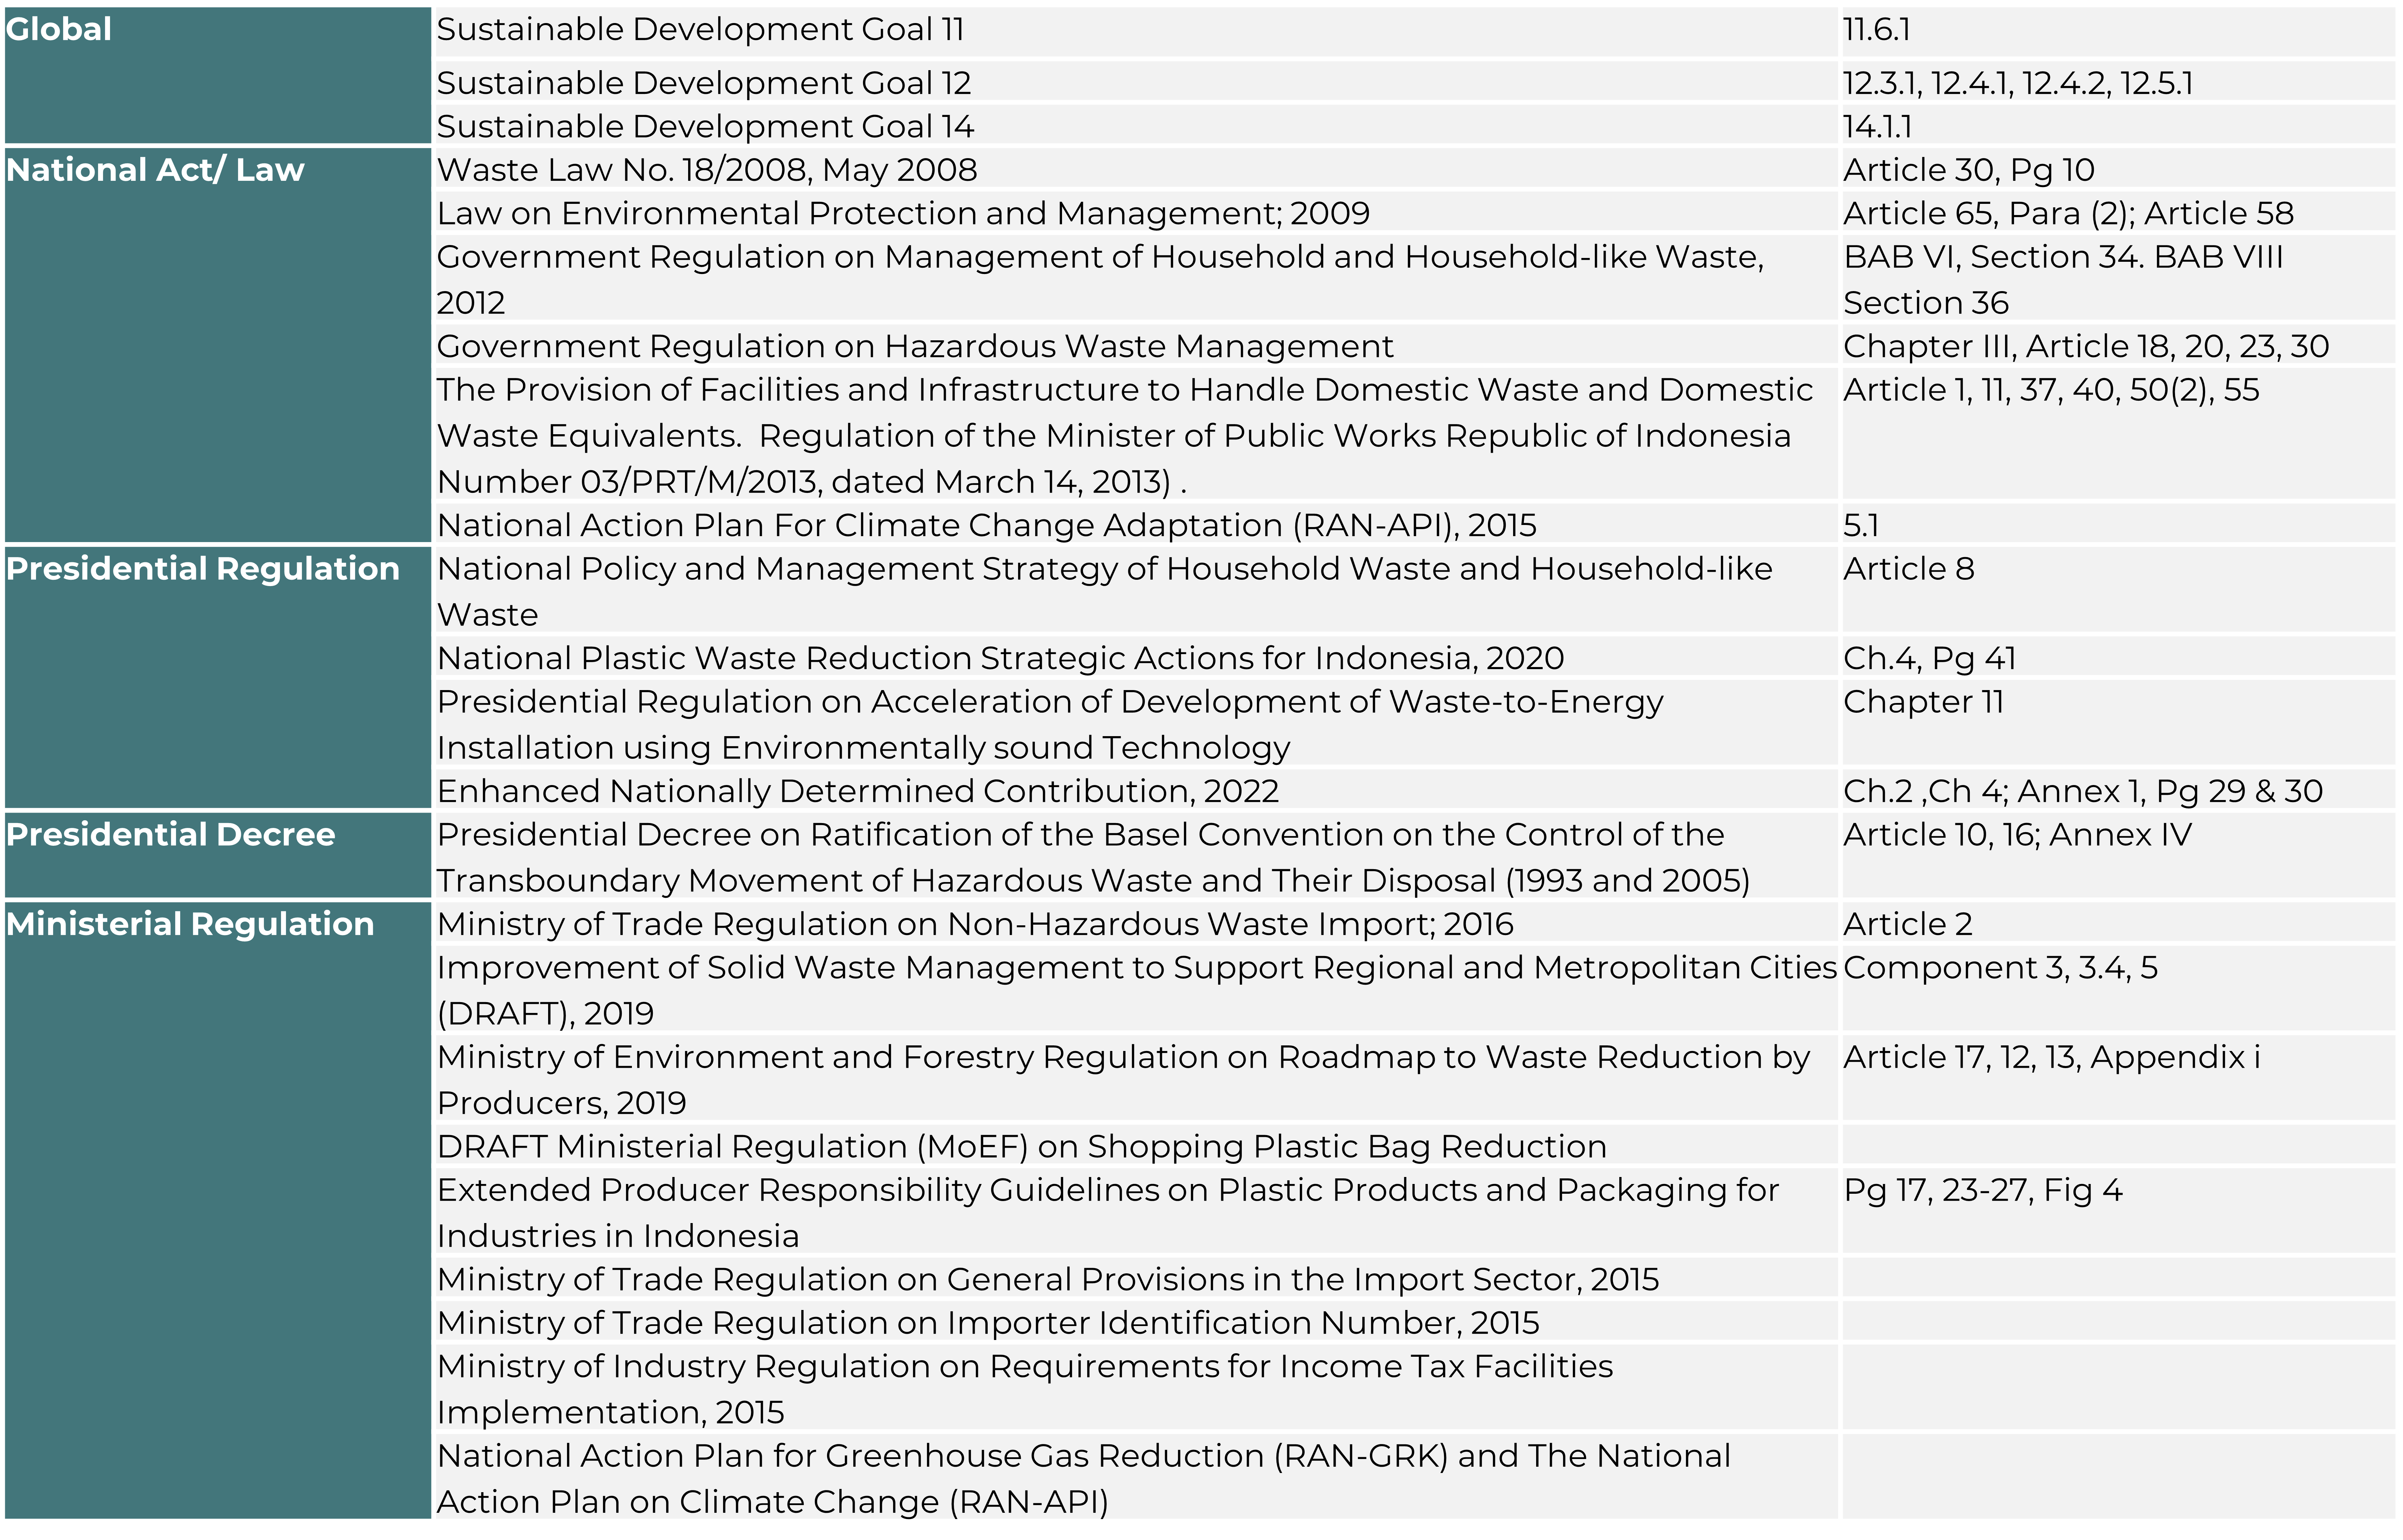 Global
Sustainable Development Goal 11
11.6.1
Sustainable Development Goal 12
12.3.1, 12.4.1, 12.4.2, 12.5.1
Sustainable Development Goal 14
14.1.1
National Act/ Law
Waste Law No. 18/2008, May 2008
Article 30, Pg 10
Law on Environmental Protection and Management; 2009
Article 65, Para (2); Article 58
Government Regulation on Management of Household and Household-like Waste,
2012
BAB VI, Section 34. BAB VIII
Section 36
Government Regulation on Hazardous Waste Management
Chapter III, Article 18, 20, 23, 30
The Provision of Facilities and Infrastructure to Handle Domestic Waste and Domestic
Waste Equivalents.  Regulation of the Minister of Public Works Republic of Indonesia
Number 03/PRT/M/2013, dated March 14, 2013) .
Article 1, 11, 37, 40, 50(2), 55
National Action Plan For Climate Change Adaptation (RAN-API), 2015
5.1
Presidential Regulation
National Policy and Management Strategy of Household Waste and Household-like
Waste
Article 8
National Plastic Waste Reduction Strategic Actions for Indonesia, 2020
Ch.4, Pg 41
Presidential Regulation on Acceleration of Development of Waste-to-Energy
Installation using Environmentally sound Technology
Chapter 11
Enhanced Nationally Determined Contribution, 2022
Ch.2 ,Ch 4; Annex 1, Pg 29 & 30
Presidential Decree
Presidential Decree on Ratification of the Basel Convention on the Control of the
Transboundary Movement of Hazardous Waste and Their Disposal (1993 and 2005)
Article 10, 16; Annex IV
Ministerial Regulation
Ministry of Trade Regulation on Non-Hazardous Waste Import; 2016
Article 2
Improvement of Solid Waste Management to Support Regional and Metropolitan Cities
(DRAFT), 2019
Component 3, 3.4, 5
Ministry of Environment and Forestry Regulation on Roadmap to Waste Reduction by
Producers, 2019
Article 17, 12, 13, Appendix i
DRAFT Ministerial Regulation (MoEF) on Shopping Plastic Bag Reduction
Extended Producer Responsibility Guidelines on Plastic Products and Packaging for
Industries in Indonesia
Pg 17, 23-27, Fig 4
Ministry of Trade Regulation on General Provisions in the Import Sector, 2015
Ministry of Trade Regulation on Importer Identification Number, 2015
Ministry of Industry Regulation on Requirements for Income Tax Facilities
Implementation, 2015
National Action Plan for Greenhouse Gas Reduction (RAN-GRK) and The National
Action Plan on Climate Change (RAN-API)